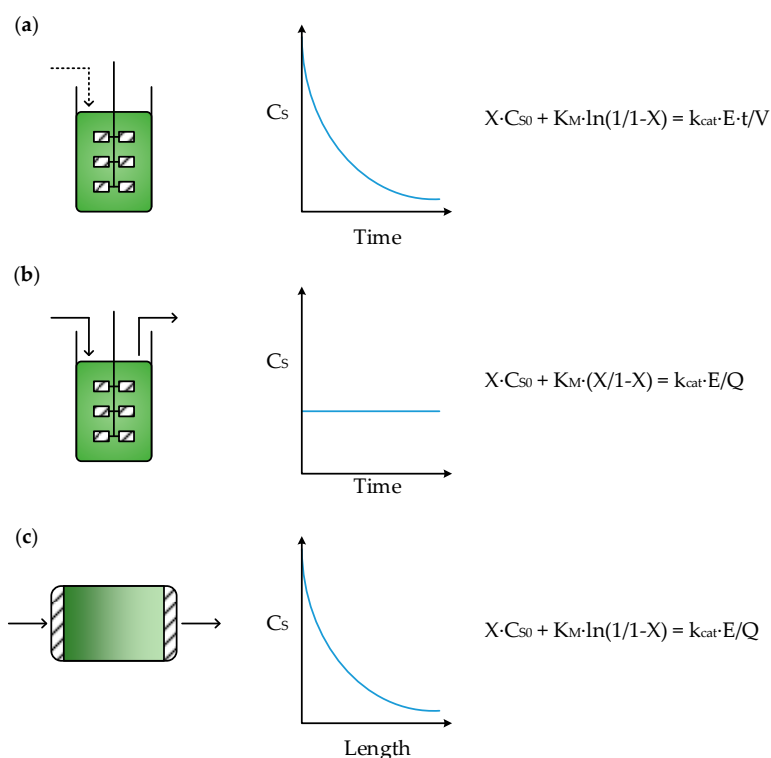 (a)
Cs
X·Cs0 + KM·ln(1/1-X) = kcat·E·t/V
Time
(b)
Cs
X·Cs0 + KM·(X/1-X) = kcat·E/Q
Time
(c)
Cs
X·Cs0 + KM·ln(1/1-X) = kcat·E/Q
Length